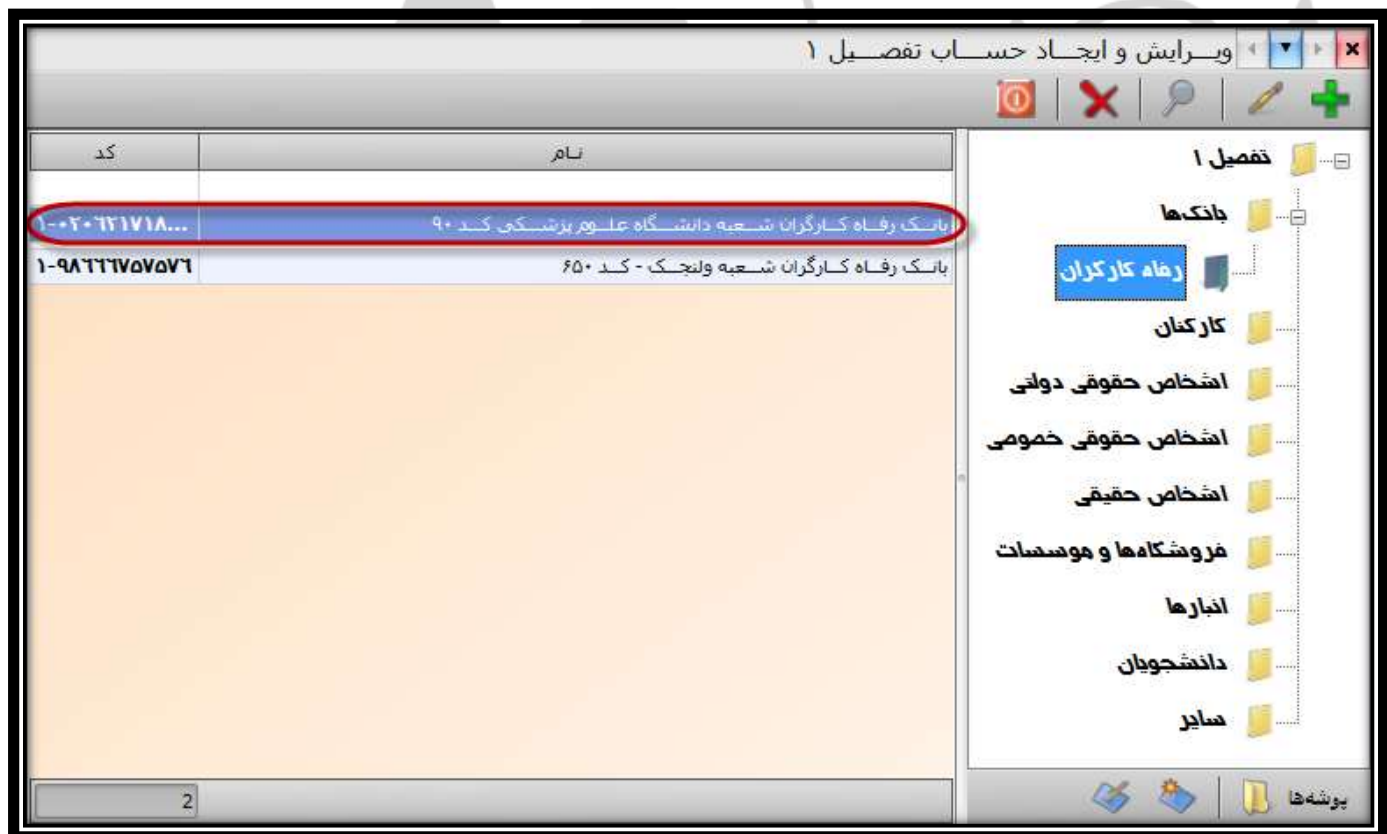 ویرایش و ایجاد حساب تفصیل ۱
تفصیل ۱
بانک‌ها
رفاه کارگران
کارکنان
اشخاص حقوقی دولتی
اشخاص حقوقی خصوصی
اشخاص حقیقی
فروشگاه‌ها و موسسات
انبارها
دانشجویان
سایر
پوشه‌ها
نام کد
بانک رفاه کارگران شعبه دانشگاه علوم پزشکی کد ۹۰ ۱-۰۲۰٦۲۱۷۱۸...
بانک رفاه کارگران شعبه ولنجک - کد ۶۵۰ ۱-۹۸٦٦٦۷۵۷۵۷٦
2